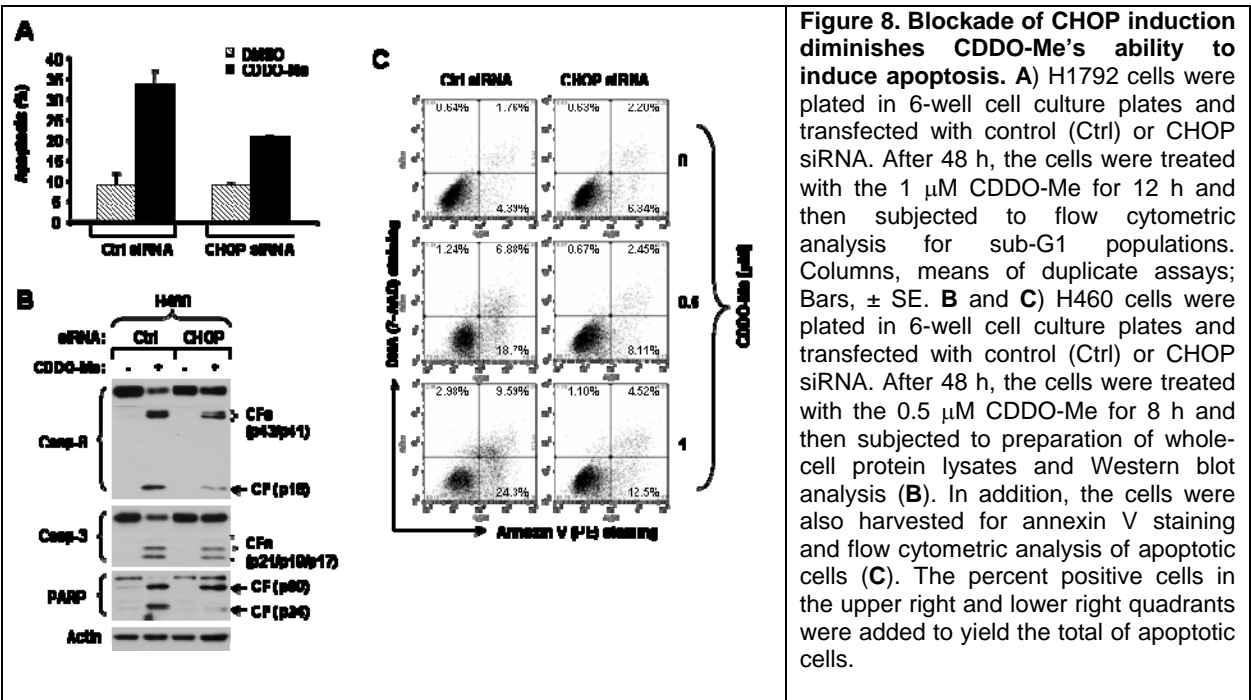 A
DMSO
CDDO-Me
40
35
30
25
20
15
10
5
0
Apoptosis (%)
Ctrl siRNA
CHOP siRNA
B
siRNA:
Ctrl
CHOP
CDDO-Me:
- + - +
Casp-8
CFs
(p43/p41)
CF (p18)
Casp-3
CFs
(p21/p19/p17)
PARP
Actin
C
Ctrl siRNA
CHOP siRNA
0.64% 1.76%
4.39%
0.63% 2.20%
6.34%
0
1.24% 6.88%
18.7%
0.67% 2.45%
8.11%
0.5
2.98% 9.59%
24.3%
1.10% 4.52%
12.5%
1
DNA (7-AAD) staining
Annexin V (PE) staining
CDDO-Me (μM)
Figure 8. Blockade of CHOP induction
diminishes CDDO-Me's ability to
induce apoptosis. A) H1792 cells were
plated in 6-well cell culture plates and
transfected with control (Ctrl) or CHOP
siRNA. After 48 h, the cells were treated
with the 1 μM CDDO-Me for 12 h and
then subjected to flow cytometric
analysis for sub-G1 populations.
Columns, means of duplicate assays;
Bars, ± SE. B and C) H460 cells were
plated in 6-well cell culture plates and
transfected with control (Ctrl) or CHOP
siRNA. After 48 h, the cells were treated
with the 0.5 μM CDDO-Me for 8 h and
then subjected to preparation of whole-
cell protein lysates and Western blot
analysis (B). In addition, the cells were
also harvested for annexin V staining
and flow cytometric analysis of apoptotic
cells (C). The percent positive cells in
the upper right and lower right quadrants
were added to yield the total of apoptotic
cells.